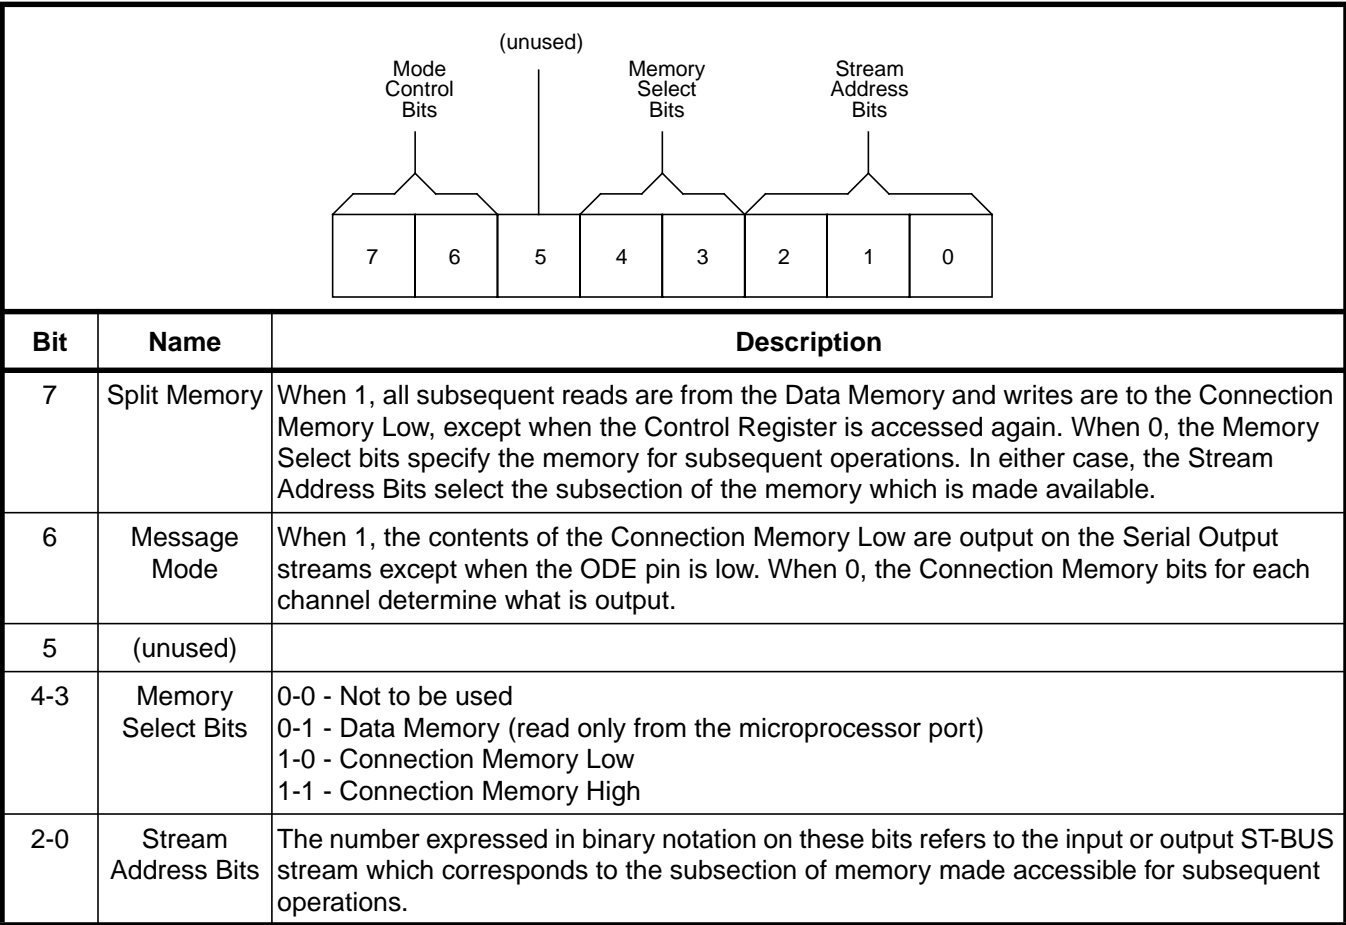 (unused)
Mode
Control
Bits
Memory
Select
Bits
Stream
Address
Bits
7 6 5 4 3 2 1 0
Bit Name Description
7 Split Memory When 1, all subsequent reads are from the Data Memory and writes are to the Connection
Memory Low, except when the Control Register is accessed again. When 0, the Memory
Select bits specify the memory for subsequent operations. In either case, the Stream
Address Bits select the subsection of the memory which is made available.
6 Message When 1, the contents of the Connection Memory Low are output on the Serial Output
Mode streams except when the ODE pin is low. When 0, the Connection Memory bits for each
channel determine what is output.
5 (unused)
4-3 Memory 0-0 - Not to be used
Select Bits 0-1 - Data Memory (read only from the microprocessor port)
1-0 - Connection Memory Low
1-1 - Connection Memory High
2-0 Stream The number expressed in binary notation on these bits refers to the input or output ST-BUS
Address Bits stream which corresponds to the subsection of memory made accessible for subsequent
operations.